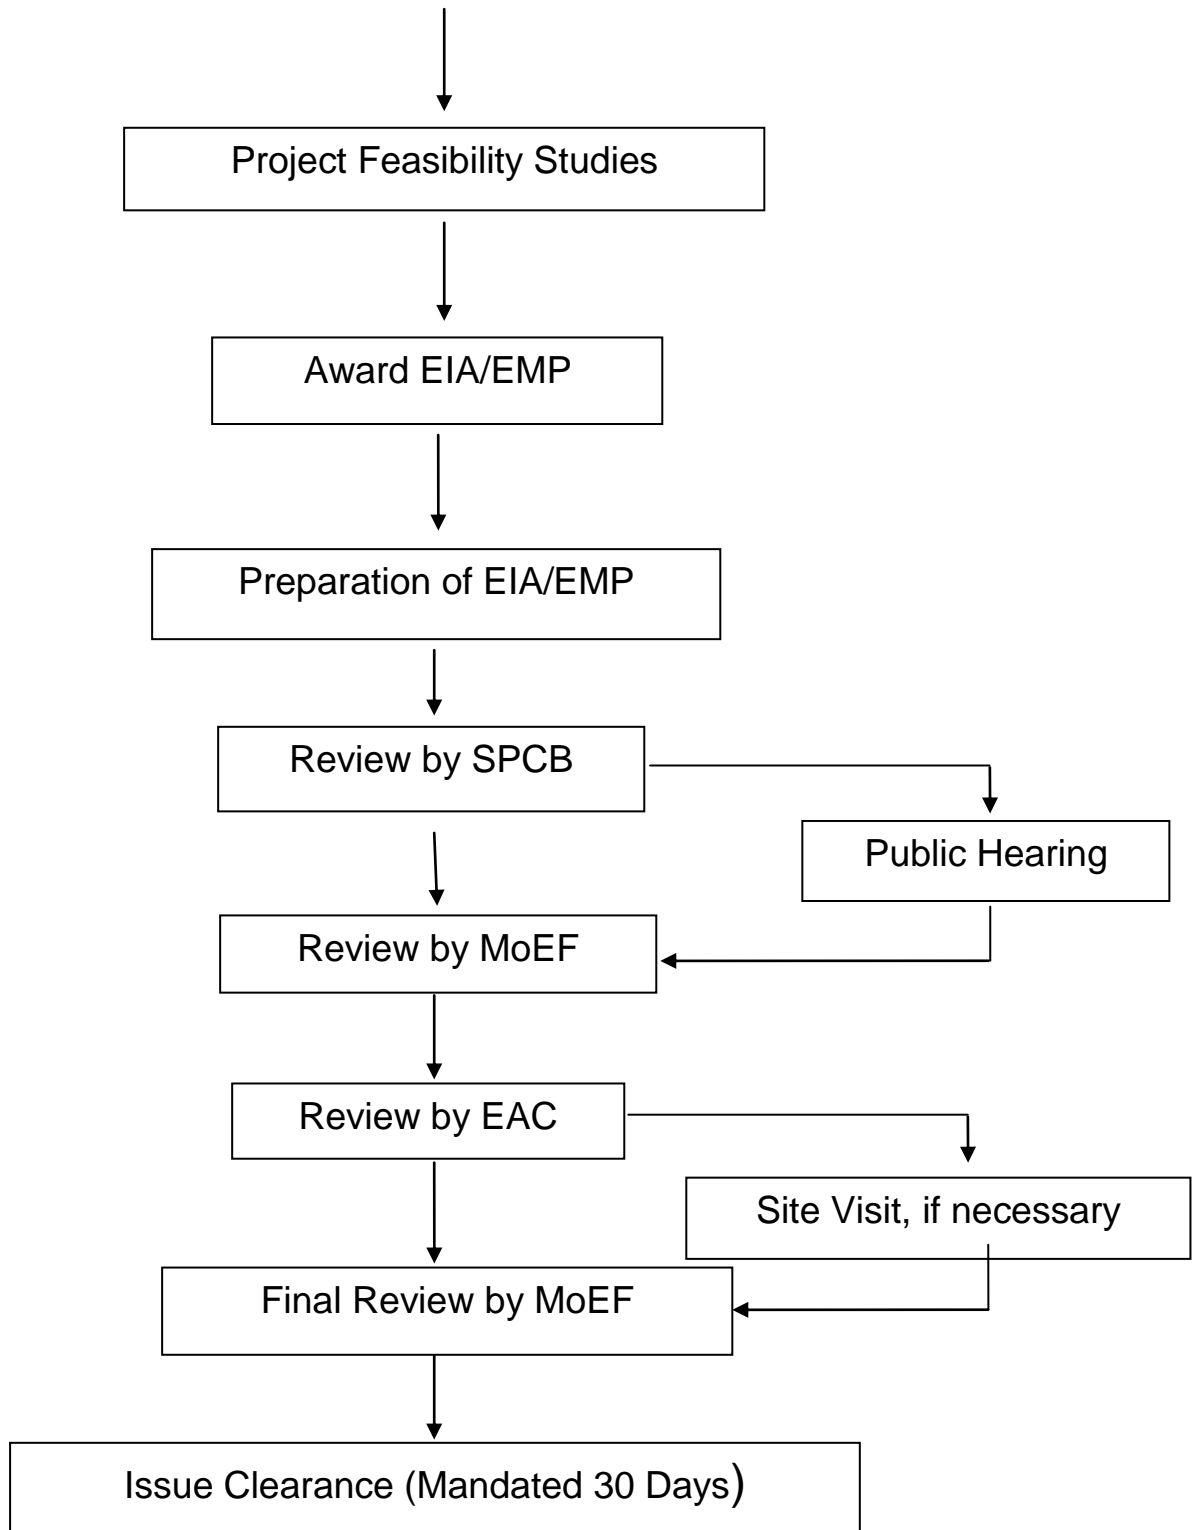 Project Feasibility Studies
Award EIA/EMP
Preparation of EIA/EMP
Review by SPCB
Public Hearing
Review by MoEF
Review by EAC
Site Visit, if necessary
Final Review by MoEF
Issue Clearance (Mandated 30 Days)